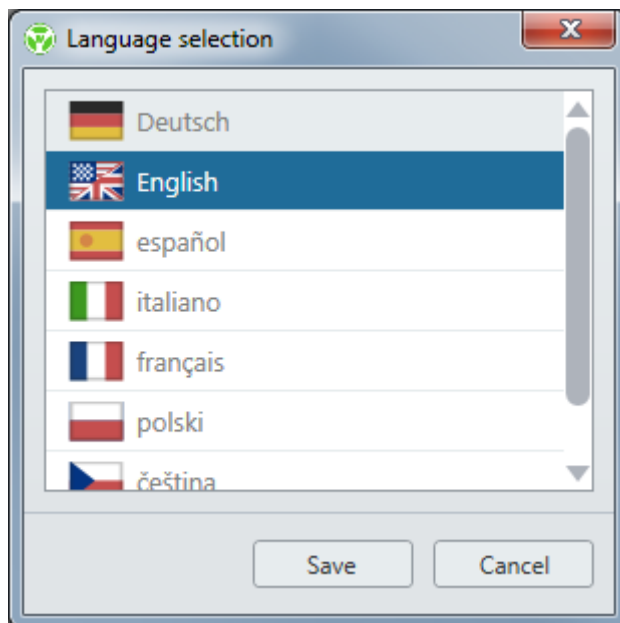 Language selection
Deutsch
English
español
italiano
français
polski
čeština
Save
Cancel